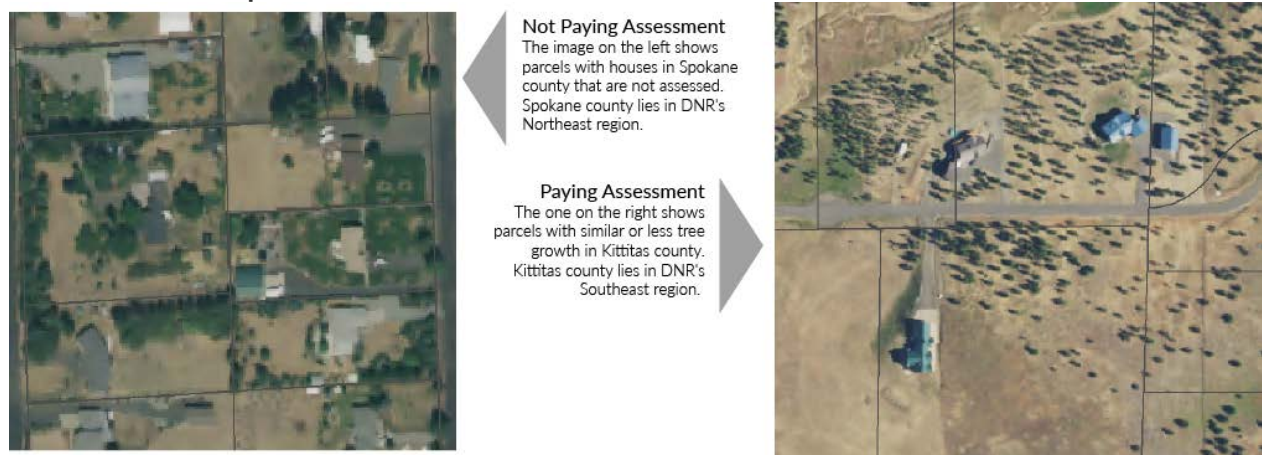 Not Paying Assessment
The image on the left shows
parcels with houses in Spokane
county that are not assessed.
Spokane county lies in DNR's
Northeast region.
Paying Assessment
The one on the right shows
parcels with similar or less tree
growth in Kittitas county.
Kittitas county lies in DNR's
Southeast region.